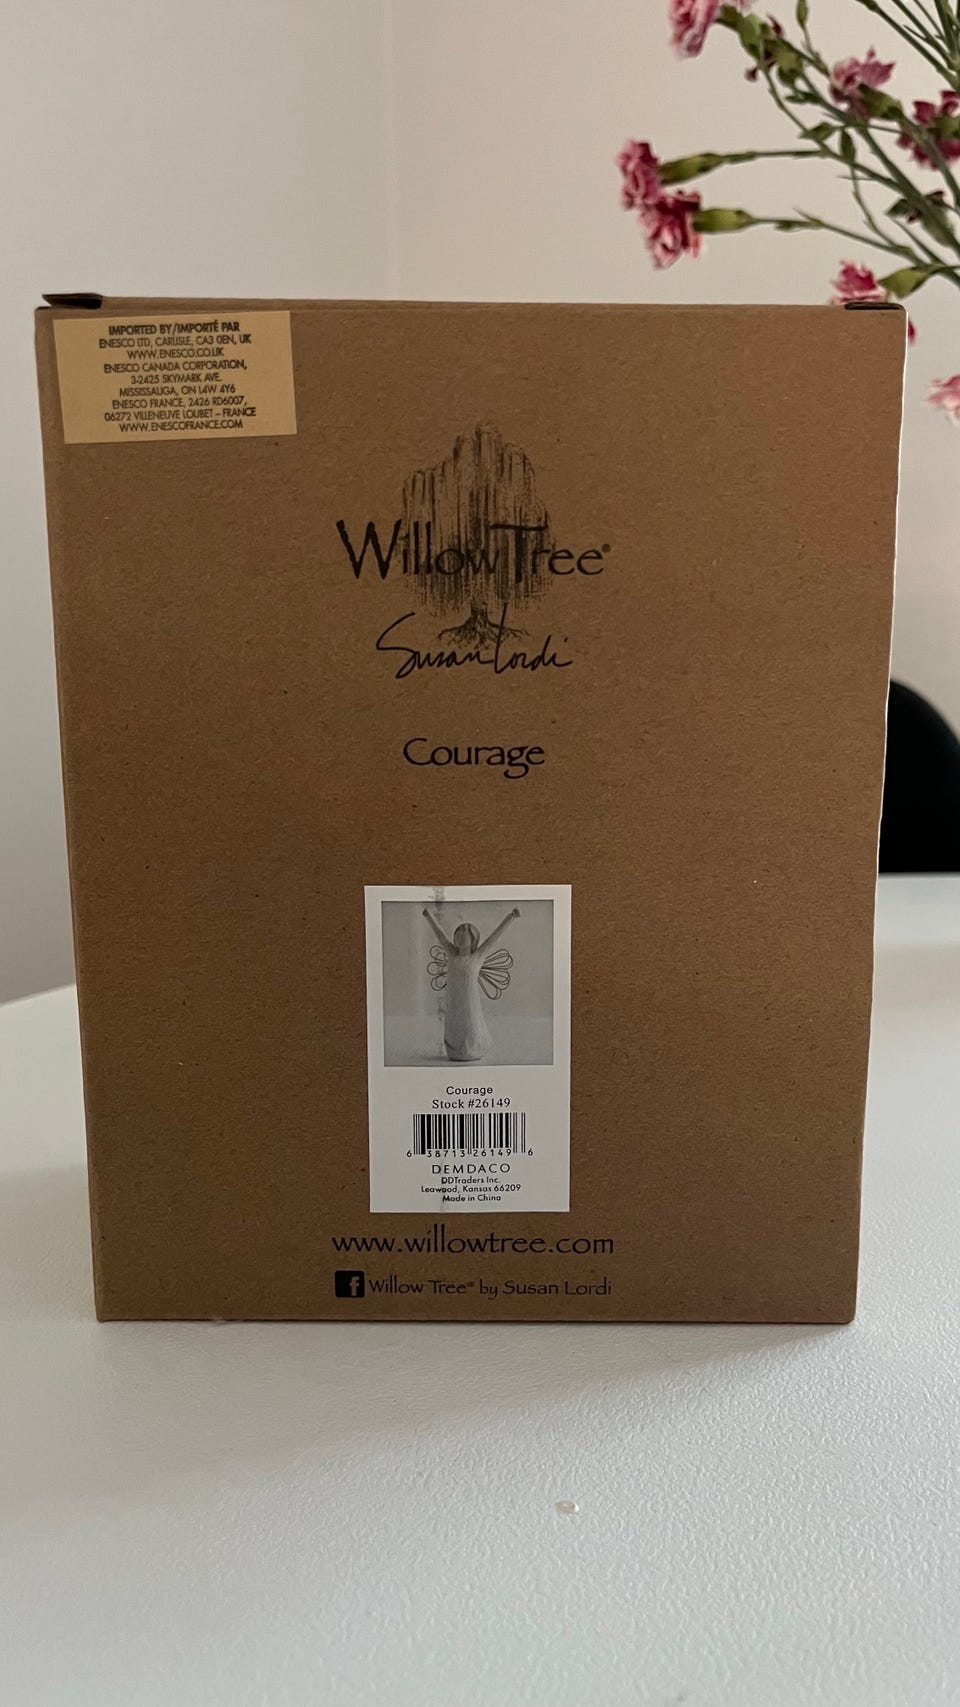 IMPORTED BY/IMPORTÉ PAR
ENESCO LTD, CARLISLE, CA3 0EN, UK
WWW.ENESCO.CO.UK
ENESCO CANADA CORPORATION,
3-2425 SKYMARK AVE.
MISSISSAUGA, ON L4W 4Y6
ENESCO FRANCE, 2426 RD6007,
06272 VILLENEUVE LOUBET – FRANCE
WWW.ENESCOFRANCE.COM
Willow Tree®
Susan Lordi
Courage
Courage
Stock #26149
6 38713 26149 6
DEMDACO
DDTraders Inc.
Leawood, Kansas 66209
Made in China
www.willowtree.com
f Willow Tree® by Susan Lordi